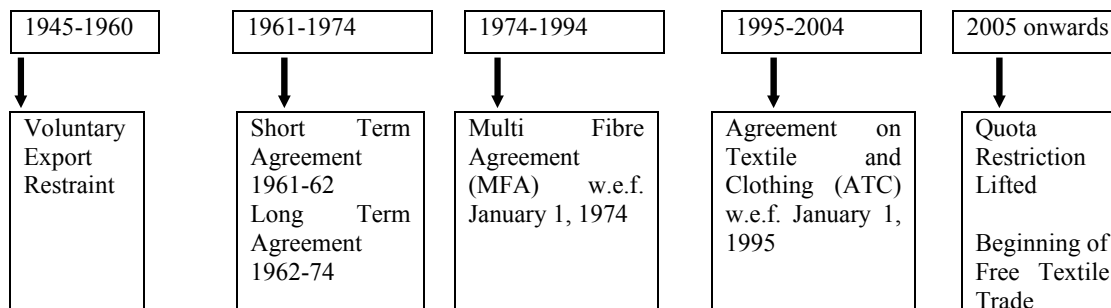 1945-1960
1961-1974
1974-1994
1995-2004
2005 onwards
Voluntary
Export
Restraint
Short Term
Agreement
1961-62
Long Term
Agreement
1962-74
Multi Fibre
Agreement
(MFA) w.e.f.
January 1, 1974
Agreement on
Textile and
Clothing (ATC)
w.e.f. January 1,
1995
Quota
Restriction
Lifted
Beginning of
Free Textile
Trade